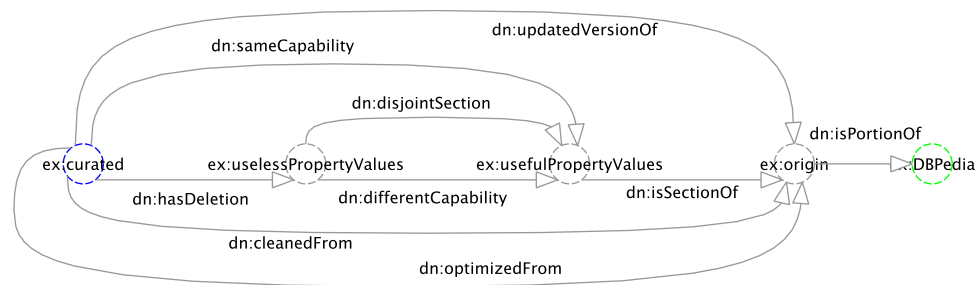 dn:updatedVersionOf
dn:sameCapability
dn:disjointSection
dn:isPortionOf
ex:curated
ex:uselessPropertyValues
ex:usefulPropertyValues
ex:origin
x:DBPedia
dn:hasDeletion
dn:differentCapability
dn:isSectionOf
dn:cleanedFrom
dn:optimizedFrom